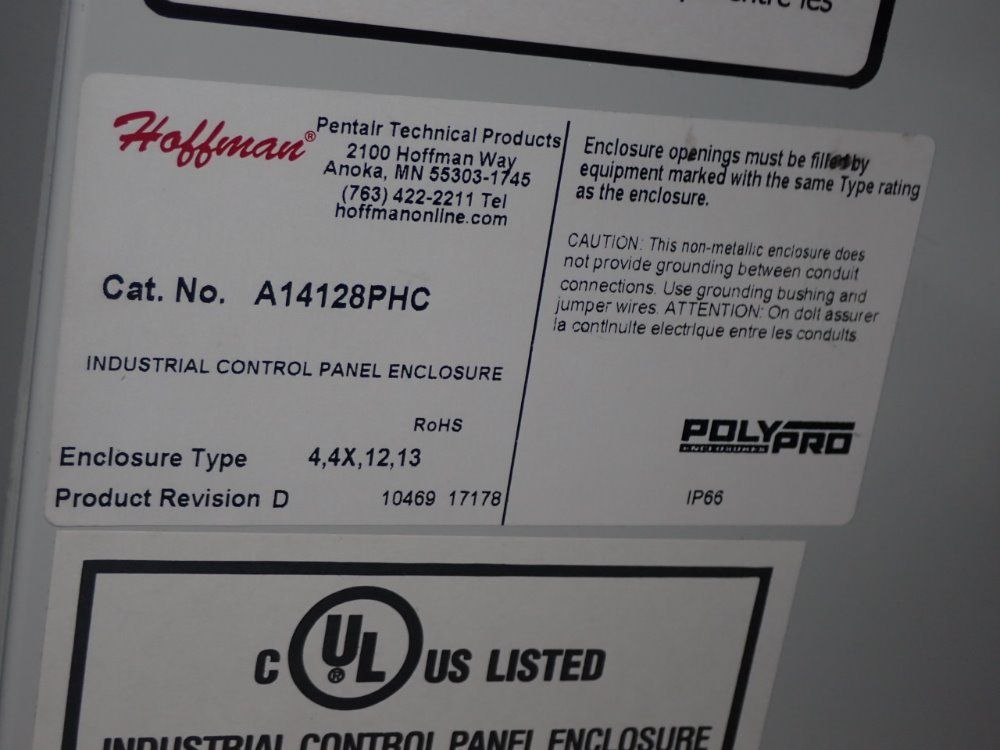 entre les
Hoffman®
Pentair Technical Products
2100 Hoffman Way
Anoka, MN 55303-1745
(763) 422-2211 Tel
hoffmanonline.com
Cat. No. A14128PHC
INDUSTRIAL CONTROL PANEL ENCLOSURE
RoHS
Enclosure Type 4,4X,12,13
Product Revision D 10469 17178
Enclosure openings must be filled by
equipment marked with the same Type rating
as the enclosure.
CAUTION: This non-metallic enclosure does
not provide grounding between conduit
connections. Use grounding bushing and
jumper wires. ATTENTION: On doit assurer
la continuite electrique entre les conduits
POLYPRO
ENCLOSURES
IP66
C UL® US LISTED
INDUSTRIAL CONTROL PANEL ENCLOSURE